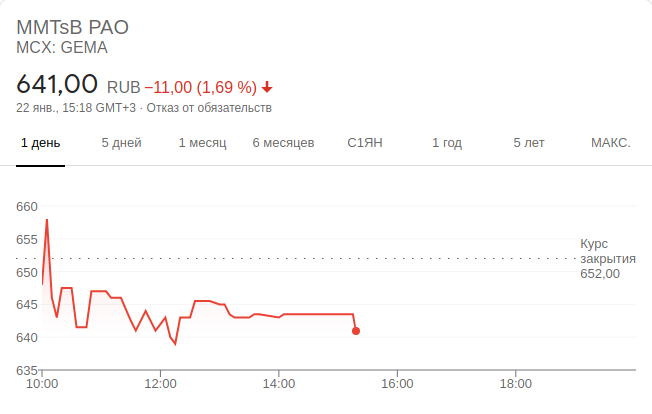 MMTsB PAO
MCX: GEMA
641,00 RUB −11,00 (1,69 %)
22 янв., 15:18 GMT+3 · Отказ от обязательств
1 день 5 дней 1 месяц 6 месяцев С1ЯН 1 год 5 лет МАКС.
660
655
650
645
640
635
Курс
закрытия
652,00
10:00 12:00 14:00 16:00 18:00